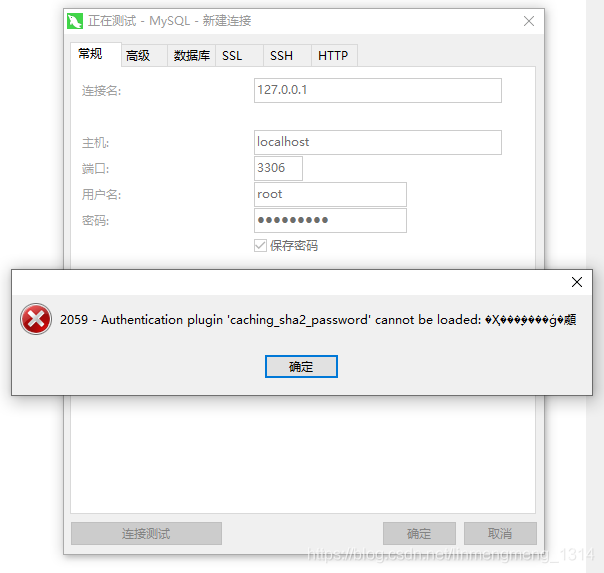 正在测试 - MySQL - 新建连接
常规 高级 数据库 SSL SSH HTTP
连接名: 127.0.0.1
主机: localhost
端口: 3306
用户名: root
密码: ●●●●●●●●●
保存密码
2059 - Authentication plugin 'caching_sha2_password' cannot be loaded:
确定
连接测试 确定 取消
https://blog.csdn.net/linmengmeng_1314